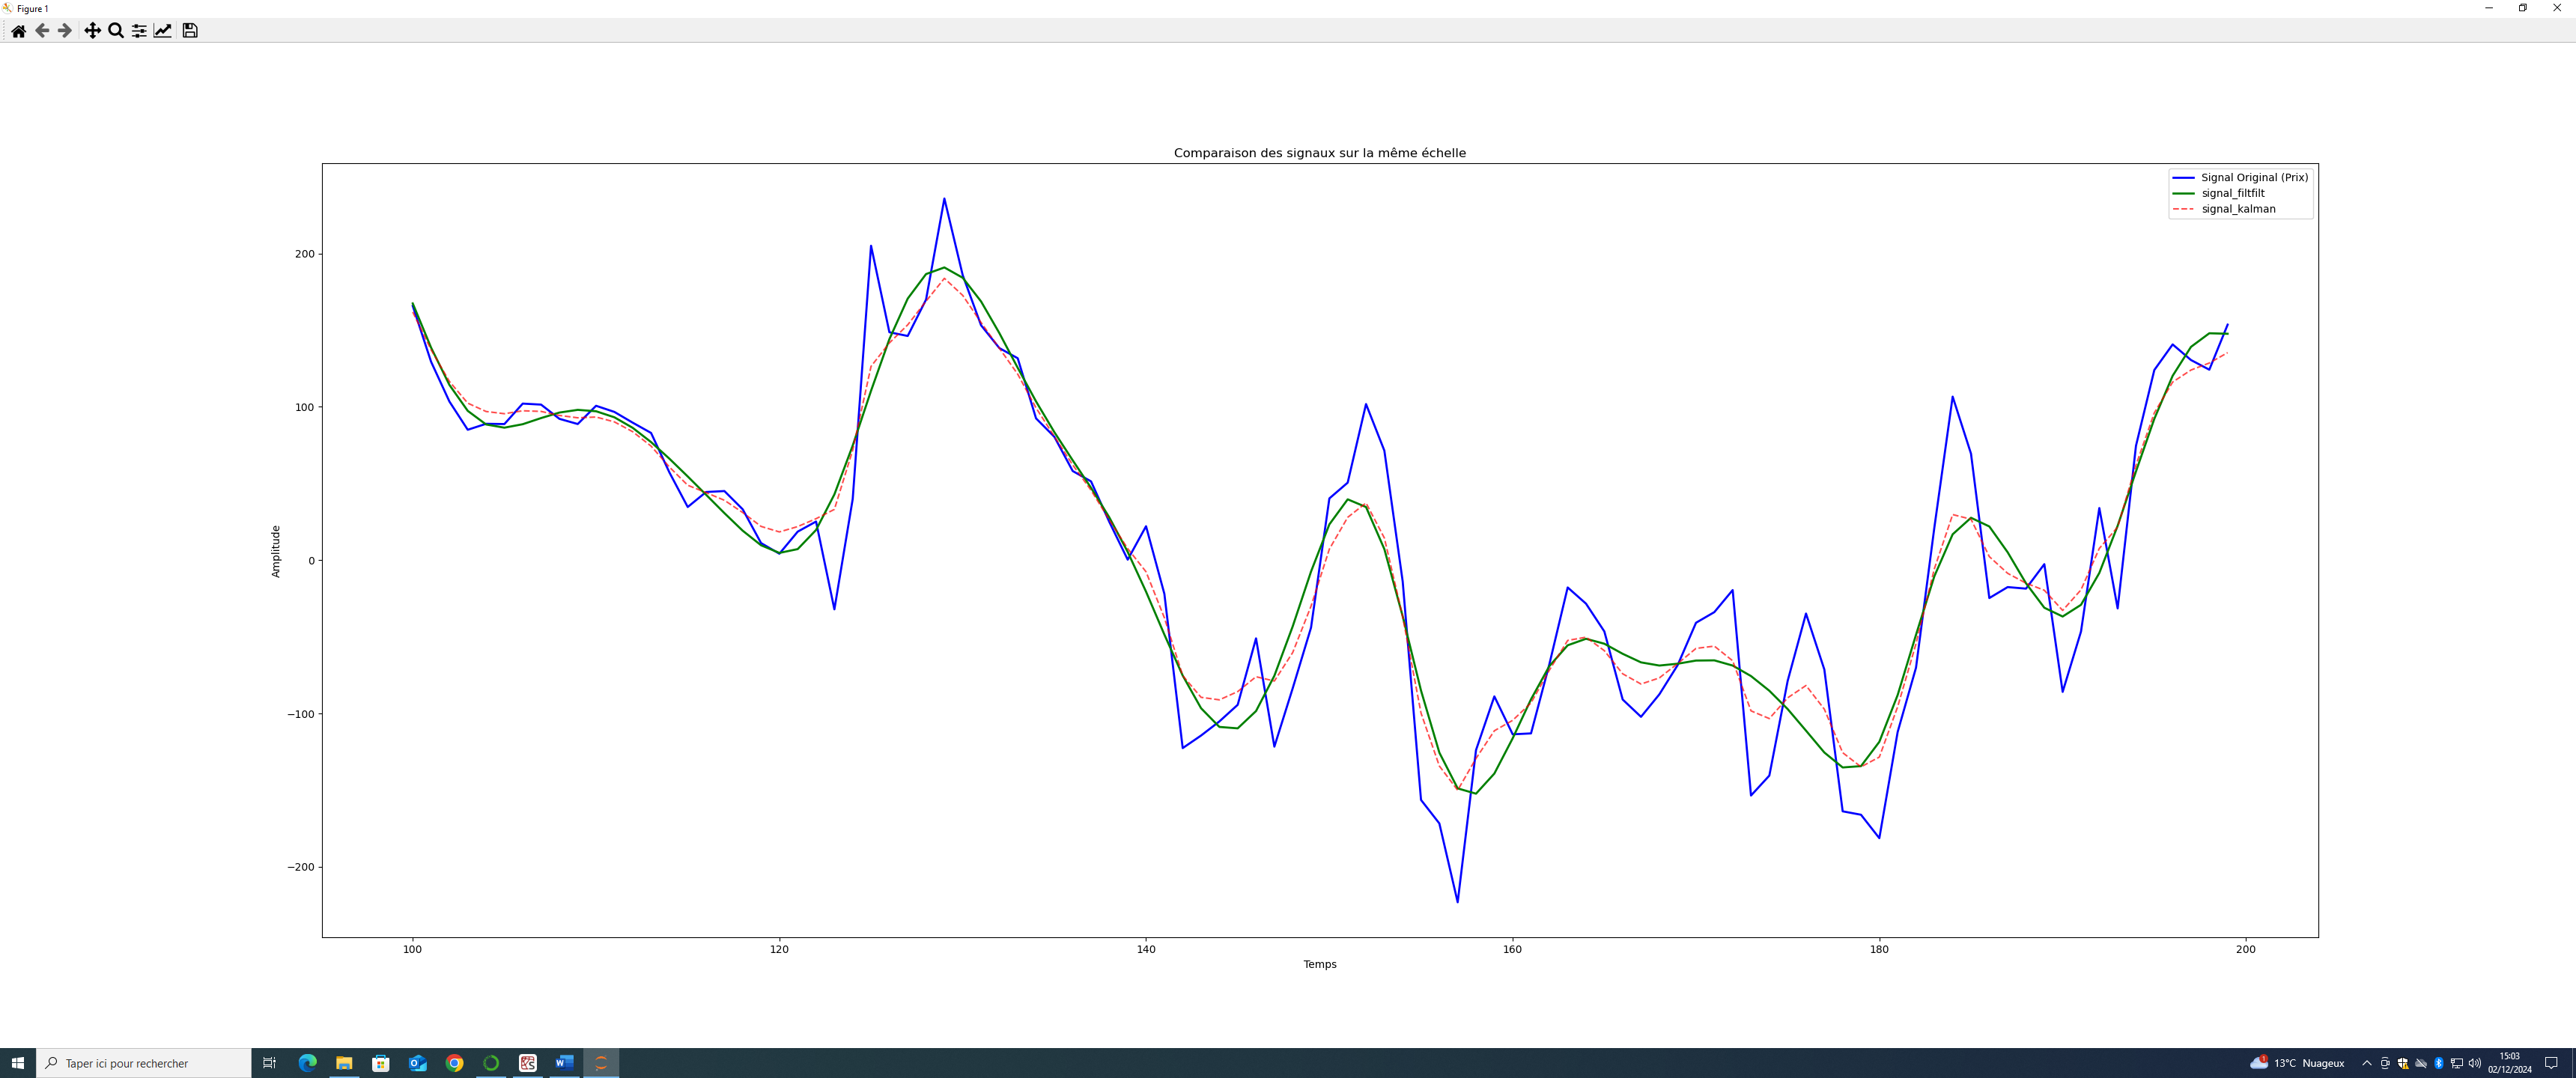 Figure 1
Comparaison des signaux sur la même échelle
Signal Original (Prix)
signal_filtfilt
signal_kalman
200
100
0
−100
−200
Amplitude
100
120
140
160
180
200
Temps
Taper ici pour rechercher
13°C Nuageux
15:03
02/12/2024